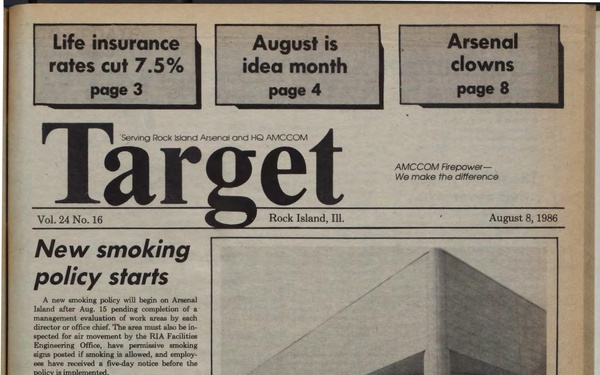 Life insurance
rates cut 7.5%
page 3
August is
idea month
page 4
Arsenal
clowns
page 8
Serving Rock Island Arsenal and HQ AMCCOM
Target
AMCCOM Firepower—
We make the difference
Vol. 24 No. 16
Rock Island, Ill.
August 8, 1986
New smoking
policy starts
A new smoking policy will begin on Arsenal
Island after Aug. 15 pending completion of a
management evaluation of work areas by each
director or office chief. The area must also be in-
spected for air movement by the RIA Facilities
Engineering Office, have permissive smoking
signs posted if smoking is allowed, and employ-
ees have received a five-day notice before the
policy is implemented.